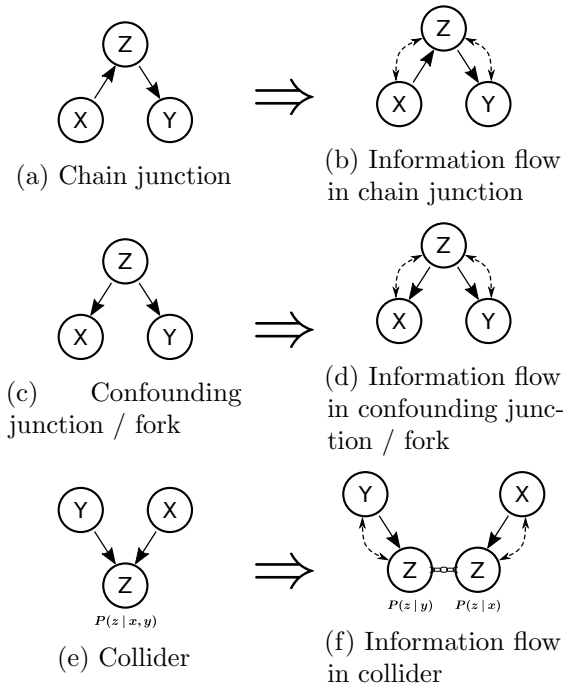 Z
X
Y
(a) Chain junction
Z
X
Y
(b) Information flow
in chain junction
Z
X
Y
(c) Confounding
junction / fork
Z
X
Y
(d) Information flow
in confounding junc-
tion / fork
Y
X
Z
P(z | x, y)
(e) Collider
Y
X
Z
Z
P(z | y)
P(z | x)
(f) Information flow
in collider